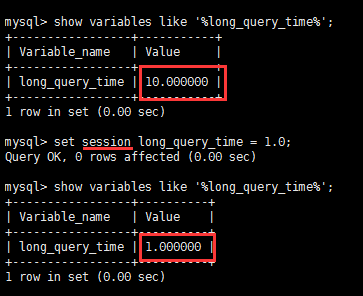 mysql> show variables like '%long_query_time%';
+-----------------+-----------+
| Variable_name | Value |
+-----------------+-----------+
| long_query_time | 10.000000 |
+-----------------+-----------+
1 row in set (0.00 sec)
mysql> set session long_query_time = 1.0;
Query OK, 0 rows affected (0.00 sec)
mysql> show variables like '%long_query_time%';
+-----------------+----------+
| Variable_name | Value |
+-----------------+----------+
| long_query_time | 1.000000 |
+-----------------+----------+
1 row in set (0.00 sec)